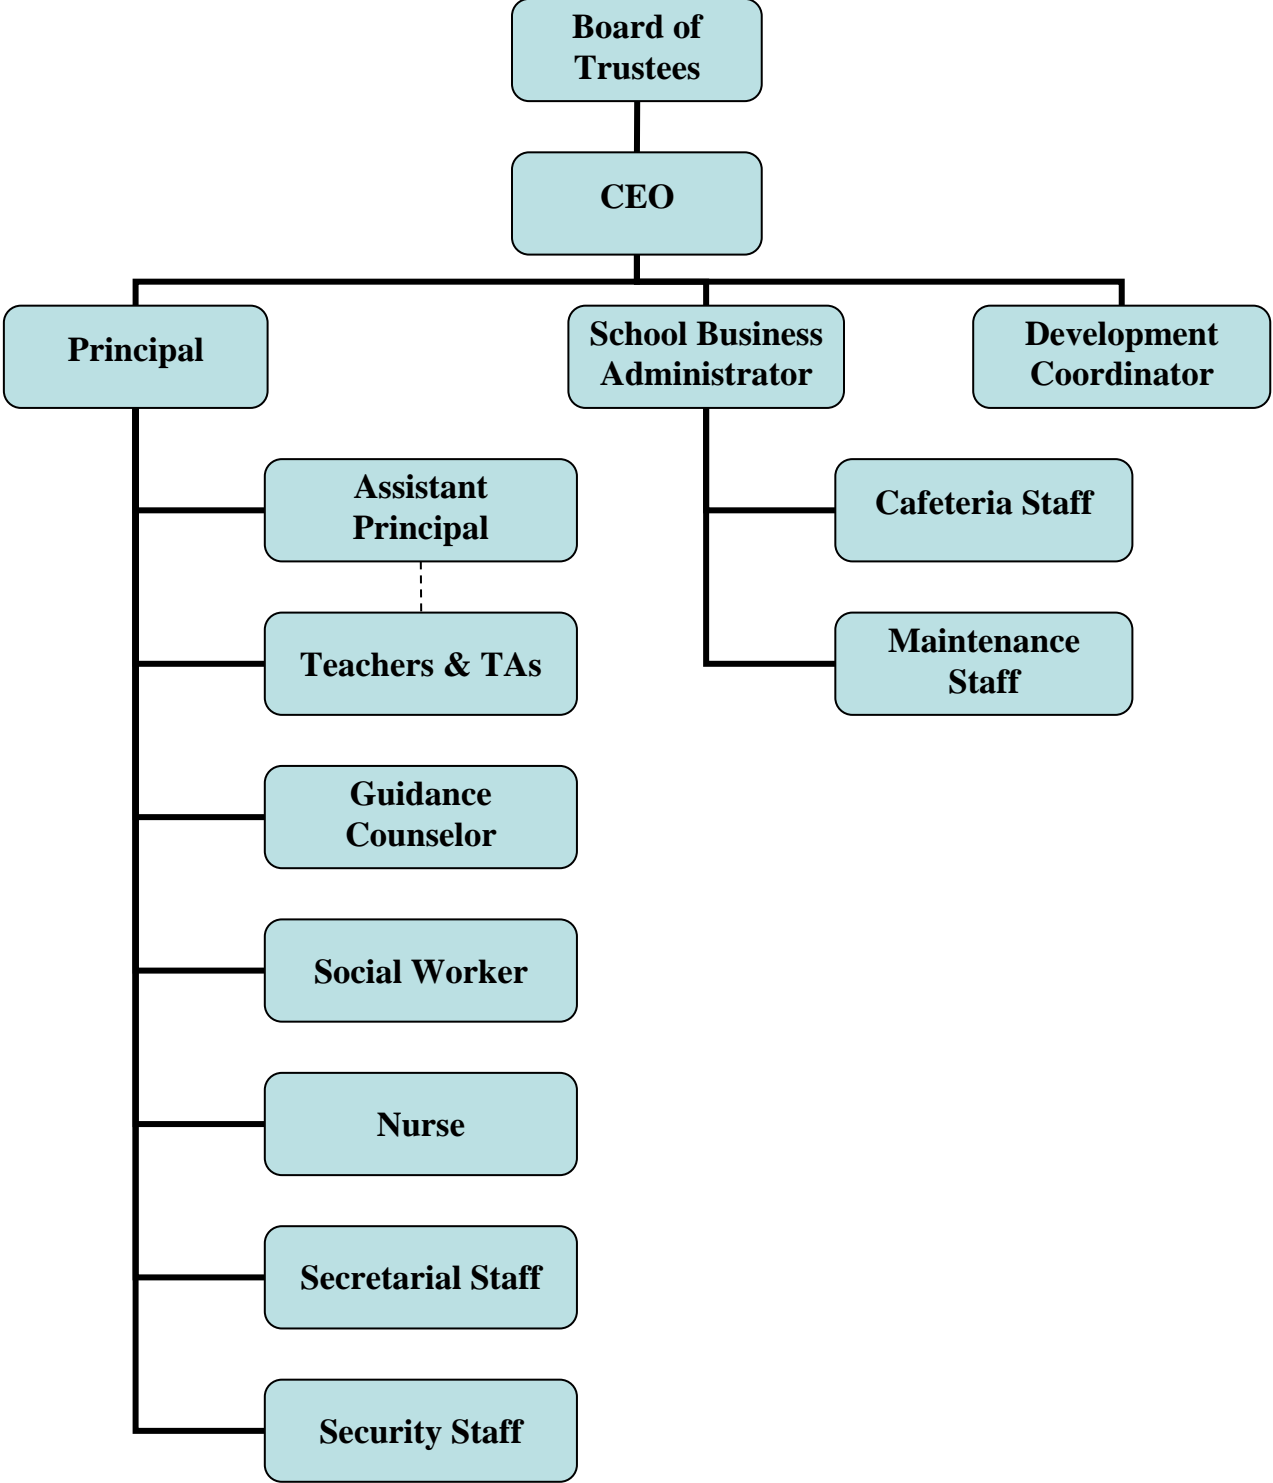 Board of
Trustees
CEO
Principal
School Business
Administrator
Development
Coordinator
Assistant
Principal
Cafeteria Staff
Teachers & TAs
Maintenance
Staff
Guidance
Counselor
Social Worker
Nurse
Secretarial Staff
Security Staff